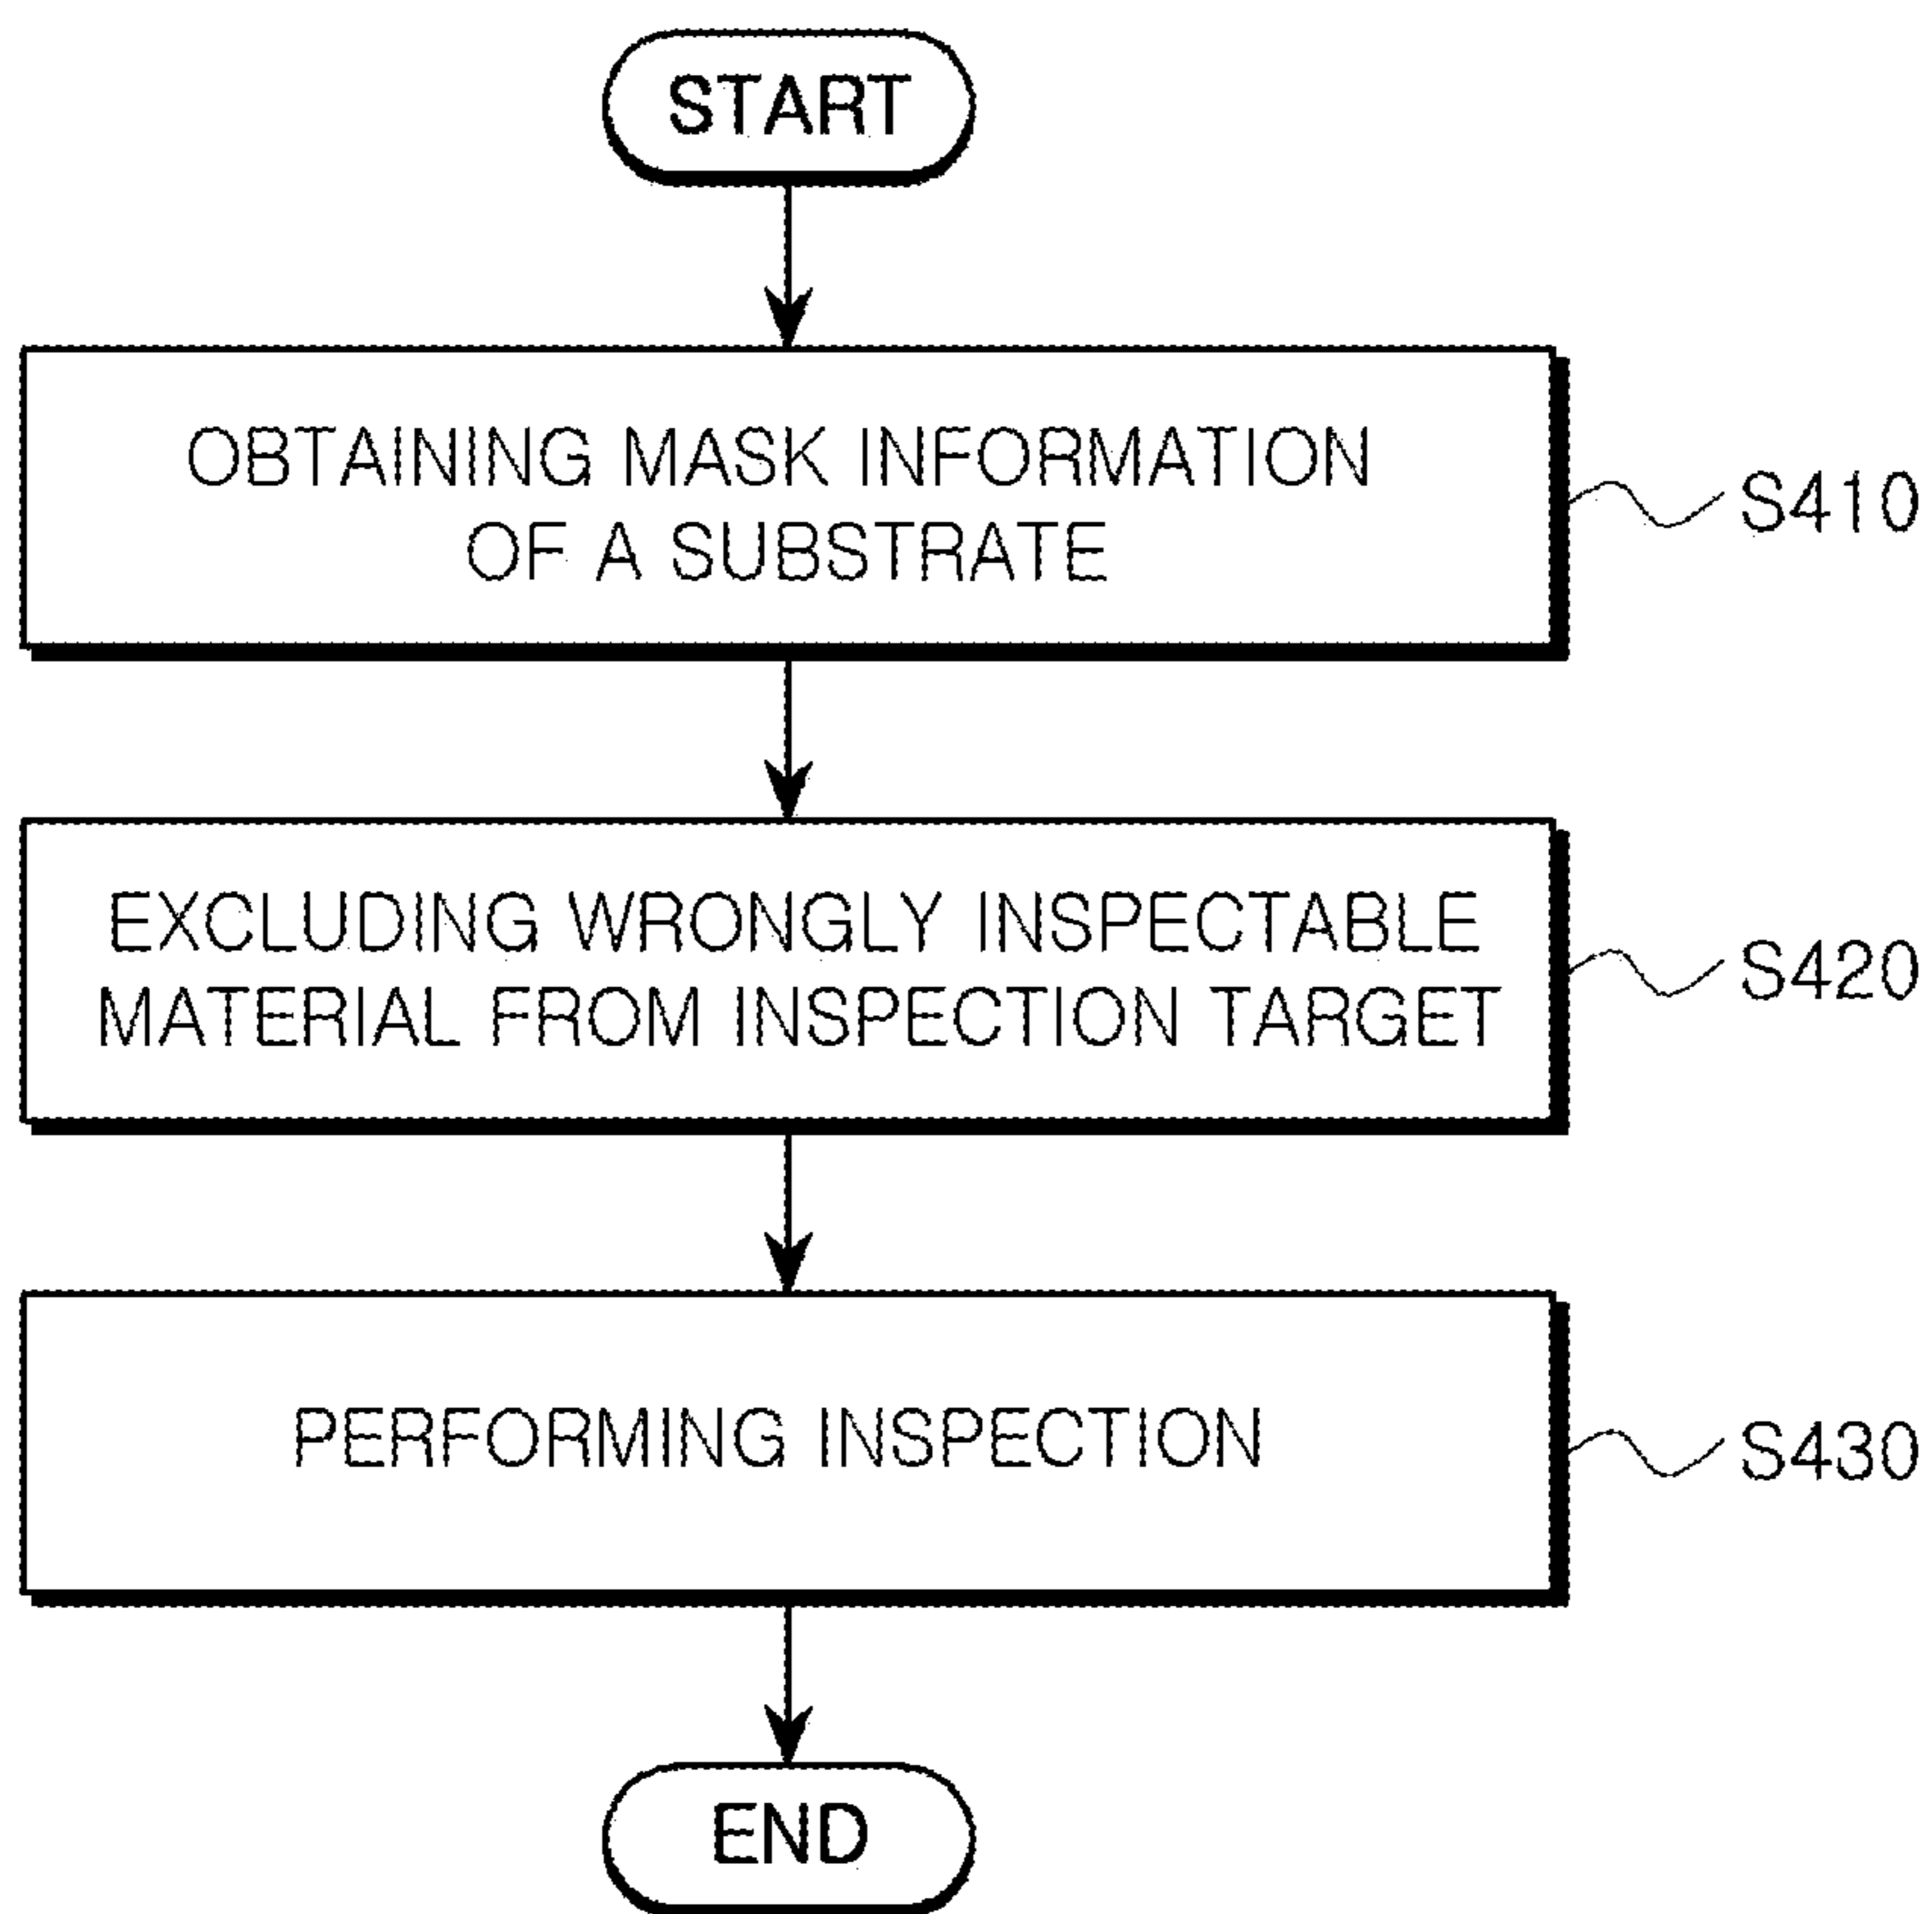 START
OBTAINING MASK INFORMATION
OF A SUBSTRATE
S410
EXCLUDING WRONGLY INSPECTABLE
MATERIAL FROM INSPECTION TARGET
S420
PERFORMING INSPECTION
S430
END